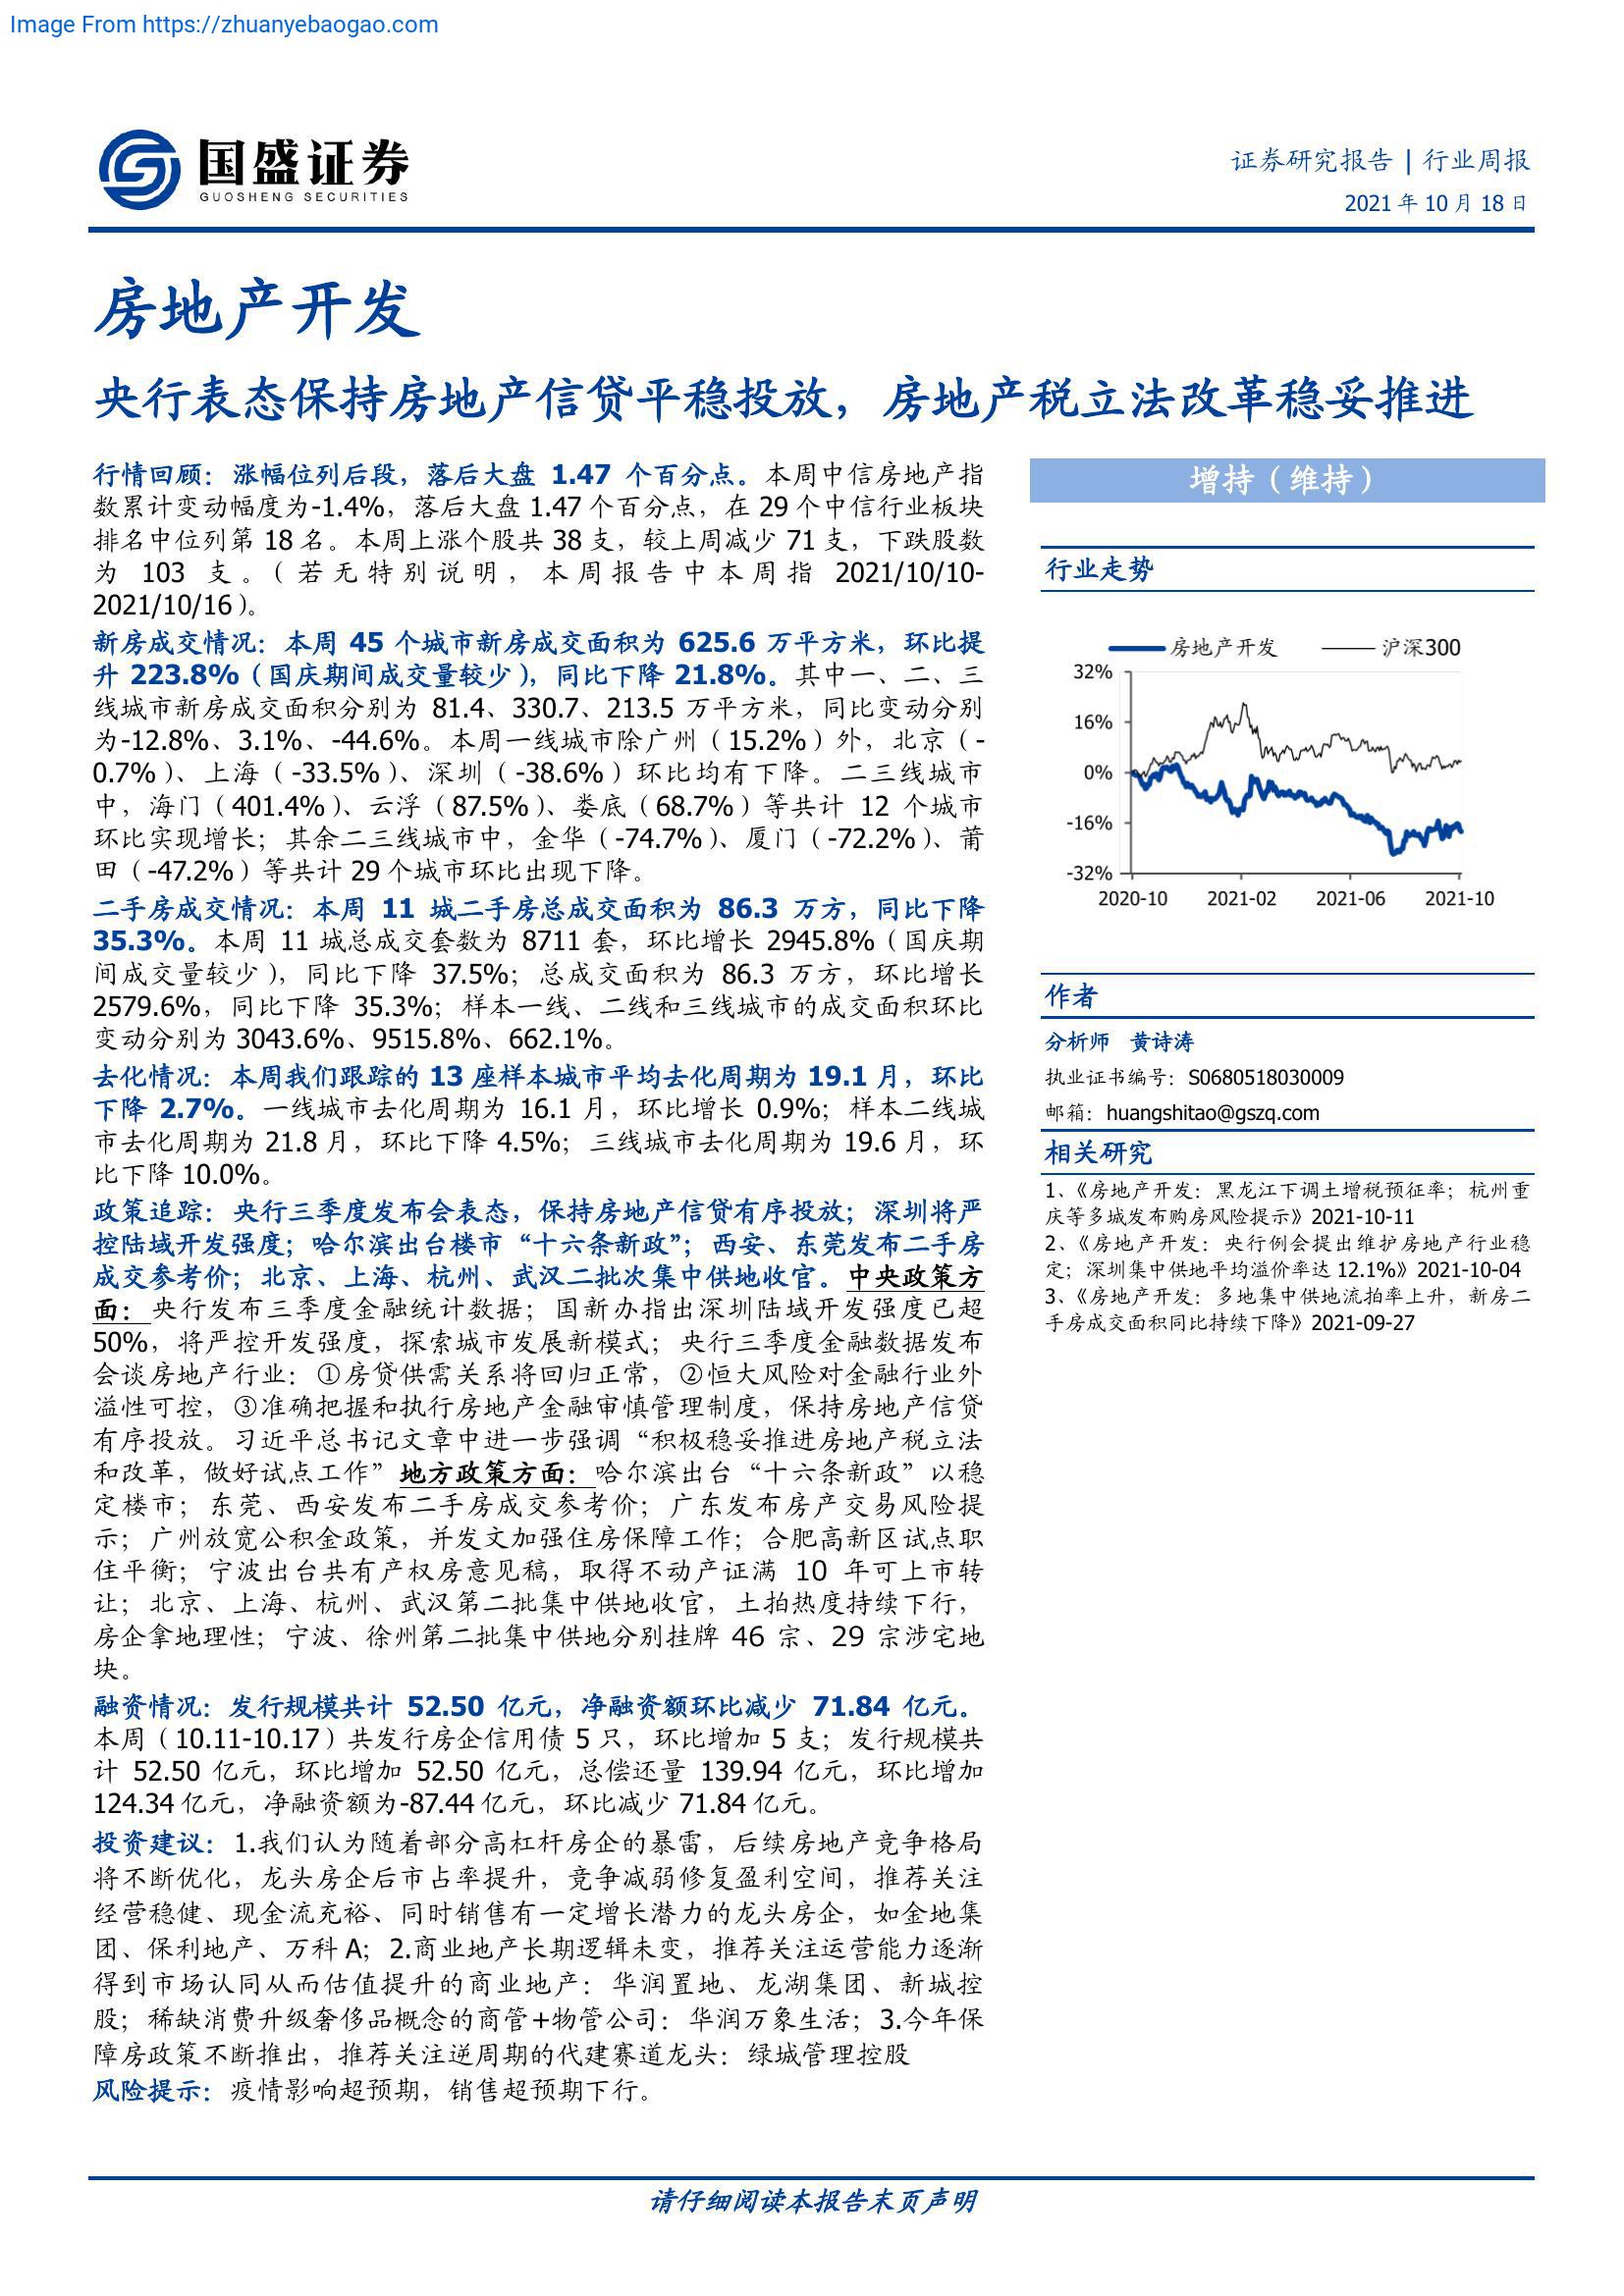 Image From https://zhuanyebaogao.com
国盛证券
GUOSHENG SECURITIES
证券研究报告 | 行业周报
2021 年 10 月 18 日
房地产开发
央行表态保持房地产信贷平稳投放，房地产税立法改革稳妥推进
行情回顾：涨幅位列后段，落后大盘 1.47 个百分点。本周中信房地产指
数累计变动幅度为-1.4%，落后大盘 1.47 个百分点，在 29 个中信行业板块
排名中位列第 18 名。本周上涨个股共 38 支，较上周减少 71 支，下跌股数
为 103 支。（若无特别说明，本周报告中本周指 2021/10/10-
2021/10/16）。
新房成交情况：本周 45 个城市新房成交面积为 625.6 万平方米，环比提
升 223.8%（国庆期间成交量较少），同比下降 21.8%。其中一、二、三
线城市新房成交面积分别为 81.4、330.7、213.5 万平方米，同比变动分别
为-12.8%、3.1%、-44.6%。本周一线城市除广州（15.2%）外，北京（-
0.7%）、上海（-33.5%）、深圳（-38.6%）环比均有下降。二三线城市
中，海门（401.4%）、云浮（87.5%）、娄底（68.7%）等共计 12 个城市
环比实现增长；其余二三线城市中，金华（-74.7%）、厦门（-72.2%）、莆
田（-47.2%）等共计 29 个城市环比出现下降。
二手房成交情况：本周 11 城二手房总成交面积为 86.3 万方，同比下降
35.3%。本周 11 城总成交套数为 8711 套，环比增长 2945.8%（国庆期
间成交量较少），同比下降 37.5%；总成交面积为 86.3 万方，环比增长
2579.6%，同比下降 35.3%；样本一线、二线和三线城市的成交面积环比
变动分别为 3043.6%、9515.8%、662.1%。
去化情况：本周我们跟踪的 13 座样本城市平均去化周期为 19.1 月，环比
下降 2.7%。一线城市去化周期为 16.1 月，环比增长 0.9%；样本二线城
市去化周期为 21.8 月，环比下降 4.5%；三线城市去化周期为 19.6 月，环
比下降 10.0%。
政策追踪：央行三季度发布会表态，保持房地产信贷有序投放；深圳将严
控陆域开发强度；哈尔滨出台楼市“十六条新政”；西安、东莞发布二手房
成交参考价；北京、上海、杭州、武汉二批次集中供地收官。中央政策方
面：央行发布三季度金融统计数据；国新办指出深圳陆域开发强度已超
50%，将严控开发强度，探索城市发展新模式；央行三季度金融数据发布
会谈房地产行业：①房贷供需关系将回归正常，②恒大风险对金融行业外
溢性可控，③准确把握和执行房地产金融审慎管理制度，保持房地产信贷
有序投放。习近平总书记文章中进一步强调“积极稳妥推进房地产税立法
和改革，做好试点工作”地方政策方面：哈尔滨出台“十六条新政”以稳
定楼市；东莞、西安发布二手房成交参考价；广东发布房产交易风险提
示；广州放宽公积金政策，并发文加强住房保障工作；合肥高新区试点职
住平衡；宁波出台共有产权房意见稿，取得不动产证满 10 年可上市转
让；北京、上海、杭州、武汉第二批集中供地收官，土拍热度持续下行，
房企拿地理性；宁波、徐州第二批集中供地分别挂牌 46 宗、29 宗涉宅地
块。
融资情况：发行规模共计 52.50 亿元，净融资额环比减少 71.84 亿元。
本周（10.11-10.17）共发行房企信用债 5 只，环比增加 5 支；发行规模共
计 52.50 亿元，环比增加 52.50 亿元，总偿还量 139.94 亿元，环比增加
124.34 亿元，净融资额为-87.44 亿元，环比减少 71.84 亿元。
投资建议：1.我们认为随着部分高杠杆房企的暴雷，后续房地产竞争格局
将不断优化，龙头房企后市占率提升，竞争减弱修复盈利空间，推荐关注
经营稳健、现金流充裕、同时销售有一定增长潜力的龙头房企，如金地集
团、保利地产、万科 A；2.商业地产长期逻辑未变，推荐关注运营能力逐渐
得到市场认同从而估值提升的商业地产：华润置地、龙湖集团、新城控
股；稀缺消费升级奢侈品概念的商管+物管公司：华润万象生活；3.今年保
障房政策不断推出，推荐关注逆周期的代建赛道龙头：绿城管理控股
风险提示：疫情影响超预期，销售超预期下行。
增持（维持）
行业走势
房地产开发 沪深300
32%
16%
0%
-16%
-32%
2020-10 2021-02 2021-06 2021-10
作者
分析师 黄诗涛
执业证书编号：S0680518030009
邮箱：huangshitao@gszq.com
相关研究
1、《房地产开发：黑龙江下调土增税预征率；杭州重
庆等多城发布购房风险提示》2021-10-11
2、《房地产开发：央行例会提出维护房地产行业稳
定；深圳集中供地平均溢价率达 12.1%》2021-10-04
3、《房地产开发：多地集中供地流拍率上升，新房二
手房成交面积同比持续下降》2021-09-27
请仔细阅读本报告末页声明